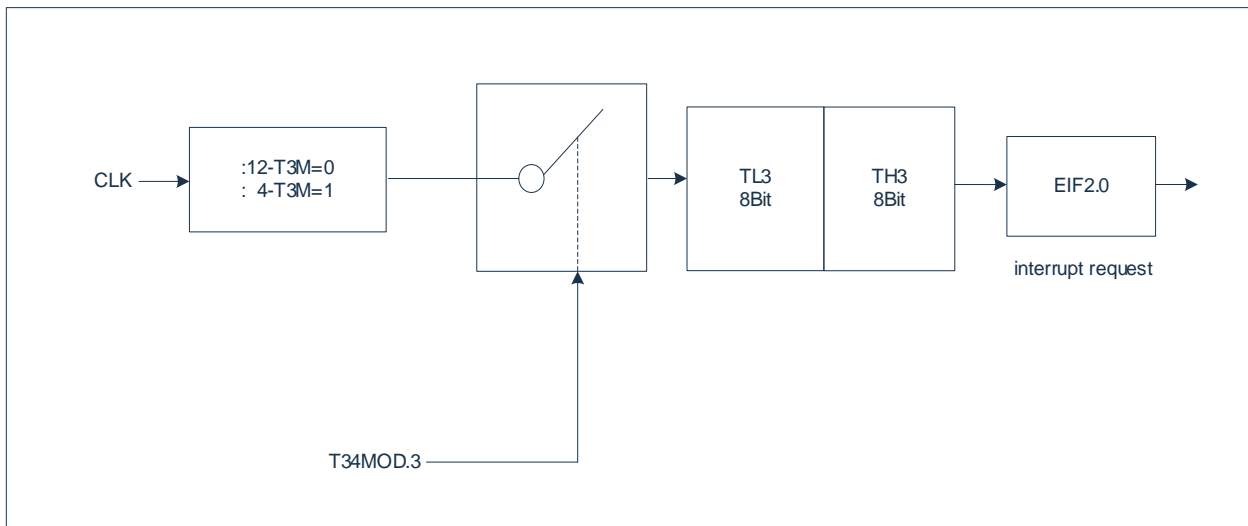 CLK
:12-T3M=0
: 4-T3M=1
TL3
8Bit
TH3
8Bit
EIF2.0
interrupt request
T34MOD.3